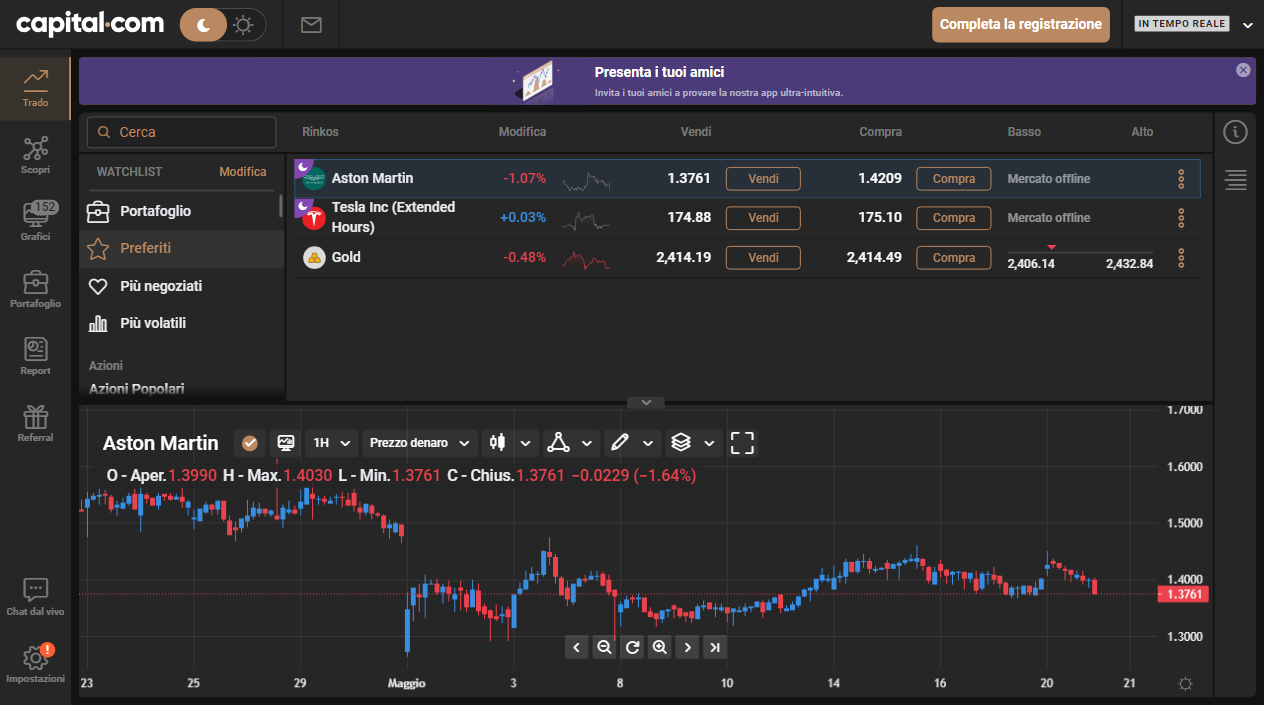 capital.com
Completa la registrazione
IN TEMPO REALE
Presenta i tuoi amici
Invita i tuoi amici a provare la nostra app ultra-intuitiva.
Trado
Scopri
152
Grafici
Portafoglio
Report
Referral
Chat dal vivo
!
Impostazioni
Cerca
WATCHLIST Modifica
Portafoglio
Preferiti
Più negoziati
Più volatili
Azioni
Azioni Popolari
Rinkos Modifica Vendi Compra Basso Alto
Aston Martin -1.07% 1.3761 Vendi 1.4209 Compra Mercato offline
Tesla Inc (Extended
Hours) +0.03% 174.88 Vendi 175.10 Compra Mercato offline
Gold -0.48% 2,414.19 Vendi 2,414.49 Compra 2,406.14 2,432.84
Aston Martin 1H Prezzo denaro
O - Aper.1.3990 H - Max.1.4030 L - Min.1.3761 C - Chius.1.3761 −0.0229 (−1.64%)
1.7000
1.6000
1.5000
1.4000
1.3761
1.3000
23 25 29 Maggio 3 8 10 14 16 20 21